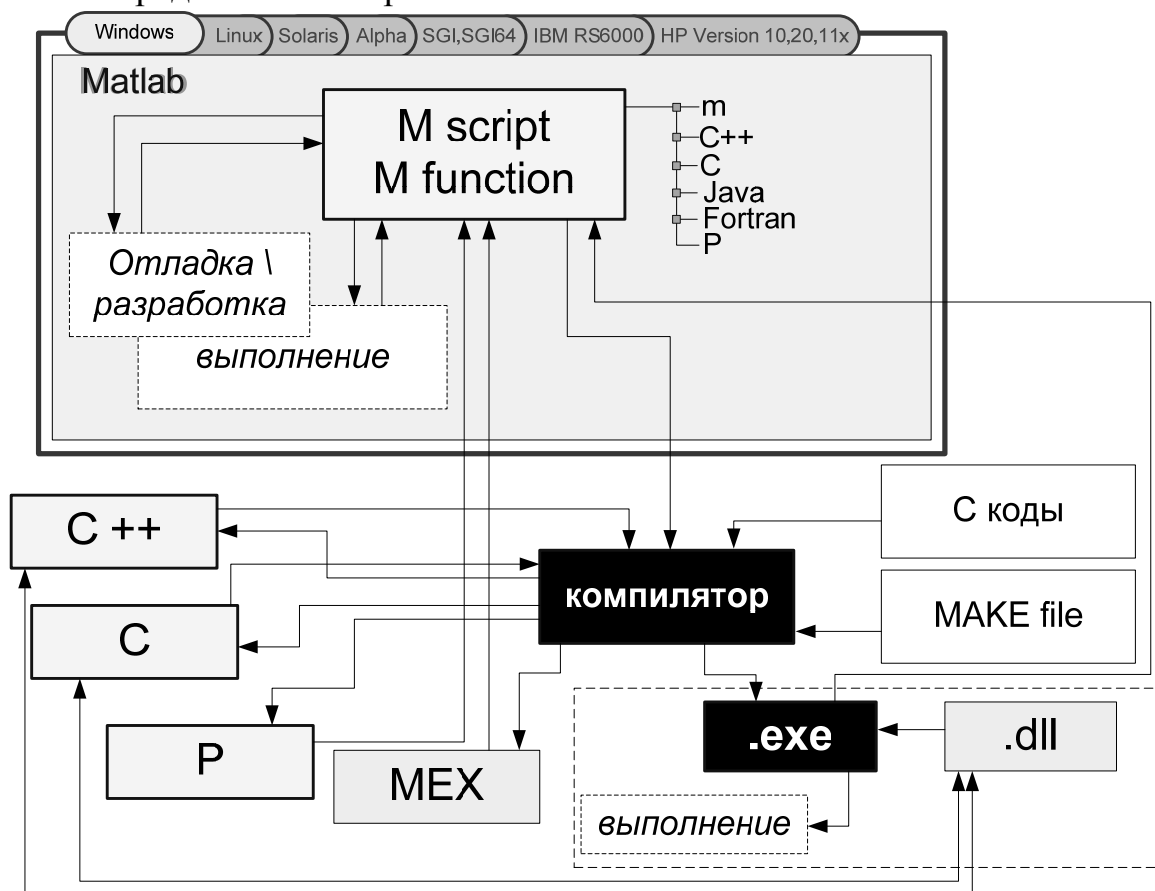 Windows
Linux
Solaris
Alpha
SGI,SGI64
IBM RS6000
HP Version 10,20,11x
Matlab
M script
M function
m
C++
C
Java
Fortran
P
Отладка \
разработка
выполнение
C ++
C
P
MEX
компилятор
С коды
MAKE file
.exe
.dll
выполнение